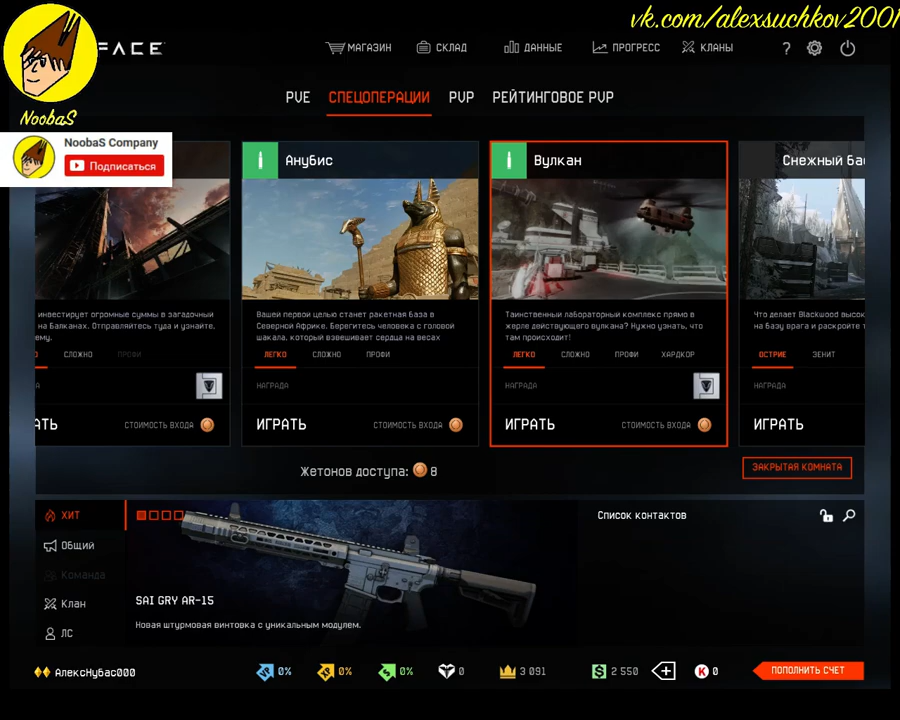 vk.com/alexsuchkov2001
FACE
МАГАЗИН
СКЛАД
ДАННЫЕ
ПРОГРЕСС
КЛАНЫ
?
NoobaS
PVE
СПЕЦОПЕРАЦИИ
PVP
РЕЙТИНГОВОЕ PVP
NoobaS Company
Подписаться
инвестирует огромные суммы в загадочный
на Балканах. Отправляйтесь туда и узнайте,
ему.
СЛОЖНО
ПРОФИ
АТЬ
СТОИМОСТЬ ВХОДА
Анубис
Вашей первой целью станет ракетная база в
Северной Африке. Берегитесь человека с головой
шакала, который взвешивает сердца на весах
ЛЕГКО
СЛОЖНО
ПРОФИ
НАГРАДА
ИГРАТЬ
СТОИМОСТЬ ВХОДА
Вулкан
Таинственный лабораторный комплекс прямо в
жерле действующего вулкана? Нужно узнать, что
там происходит!
ЛЕГКО
СЛОЖНО
ПРОФИ
ХАРДКОР
НАГРАДА
ИГРАТЬ
СТОИМОСТЬ ВХОДА
Снежный бас
Что делает Blackwood высок
на базу врага и раскройте т
ОСТРИЕ
ЗЕНИТ
НАГРАДА
ИГРАТЬ
Жетонов доступа: 8
ЗАКРЫТАЯ КОМНАТА
ХИТ
Общий
Команда
Клан
ЛС
SAI GRY AR-15
Новая штурмовая винтовка с уникальным модулем.
Список контактов
АлексНубас000
0%
0%
0%
0
3 091
2 550
K 0
ПОПОЛНИТЬ СЧЕТ